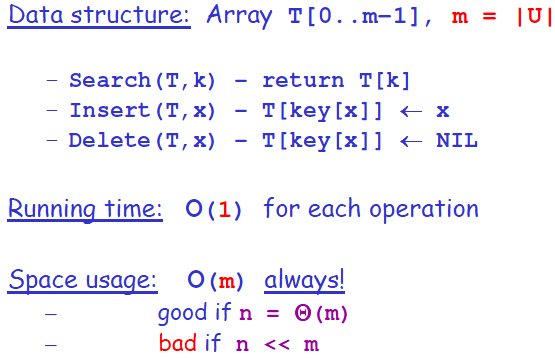 Data structure: Array T[0..m-1], m = |U|
– Search(T,k) – return T[k]
– Insert(T,x) – T[key[x]] ← x
– Delete(T,x) – T[key[x]] ← NIL
Running time: O(1) for each operation
Space usage: O(m) always!
– good if n = Θ(m)
– bad if n << m